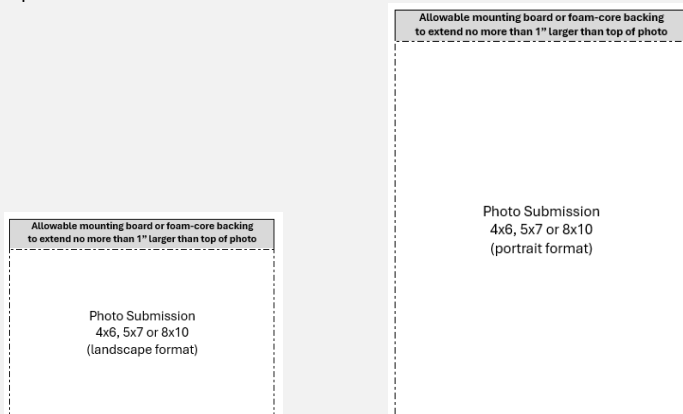 Allowable mounting board or foam-core backing
to extend no more than 1” larger than top of photo
Photo Submission
4x6, 5x7 or 8x10
(portrait format)
Allowable mounting board or foam-core backing
to extend no more than 1” larger than top of photo
Photo Submission
4x6, 5x7 or 8x10
(landscape format)